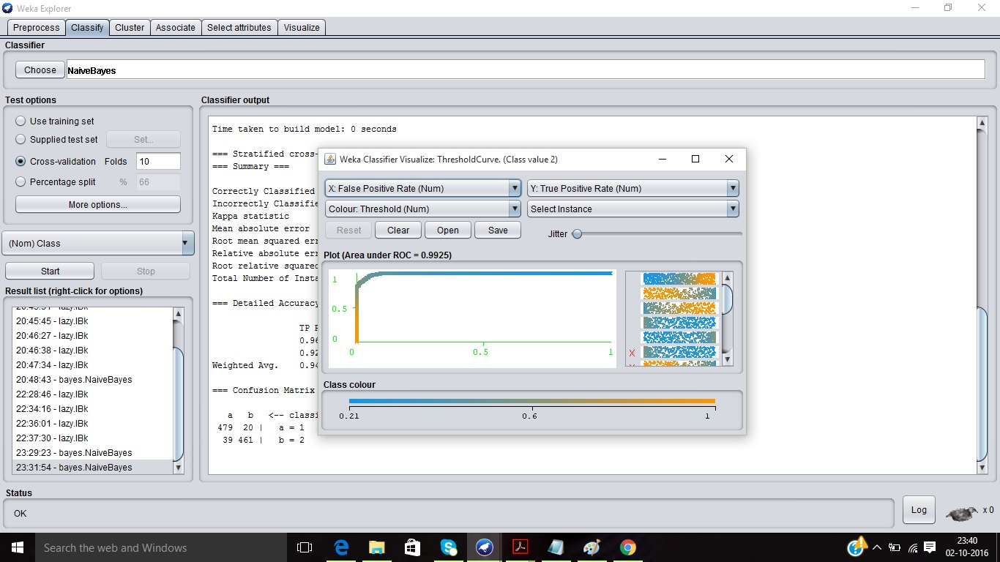 Weka Explorer
Preprocess Classify Cluster Associate Select attributes Visualize
Classifier
Choose NaiveBayes
Test options
Use training set
Supplied test set Set...
Cross-validation Folds 10
Percentage split % 66
More options...
(Nom) Class
Start Stop
Result list (right-click for options)
20:45:45 - lazy.IBk
20:46:27 - lazy.IBk
20:46:38 - lazy.IBk
20:47:34 - lazy.IBk
20:48:43 - bayes.NaiveBayes
22:28:46 - lazy.IBk
22:34:16 - lazy.IBk
22:36:01 - lazy.IBk
22:37:30 - lazy.IBk
23:29:23 - bayes.NaiveBayes
23:31:54 - bayes.NaiveBayes
Classifier output
Time taken to build model: 0 seconds
=== Stratified cross-
=== Summary ===
Correctly Classified
Incorrectly Classifie
Kappa statistic
Mean absolute error
Root mean squared err
Relative absolute err
Root relative squared
Total Number of Insta
=== Detailed Accuracy
TP R
0.96
0.92
Weighted Avg. 0.94
=== Confusion Matrix
a b <-- classi
479 20 | a = 1
39 461 | b = 2
Weka Classifier Visualize: ThresholdCurve. (Class value 2)
X: False Positive Rate (Num) Y: True Positive Rate (Num)
Colour: Threshold (Num) Select Instance
Reset Clear Open Save Jitter
Plot (Area under ROC = 0.9925)
1
0.5
0
0 0.5 1
X
Class colour
0.21 0.6 1
Status
OK
Log x 0
Search the web and Windows
23:40
02-10-2016